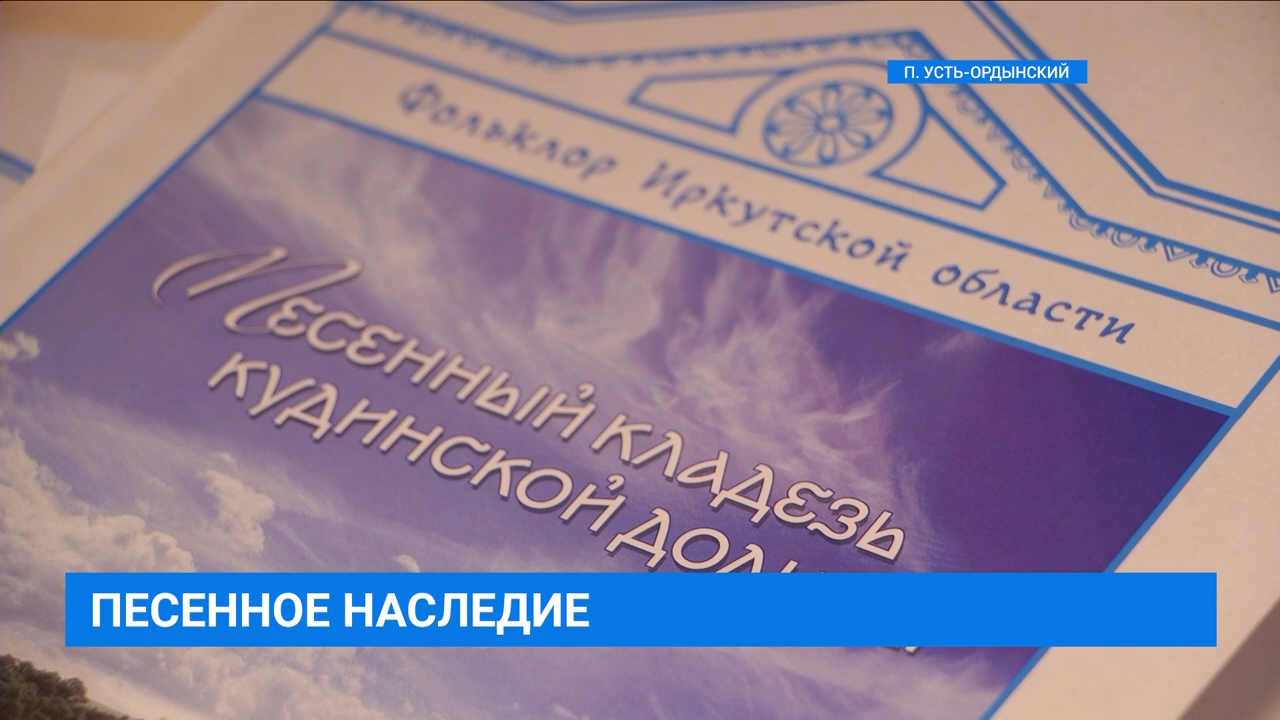 П. УСТЬ-ОРДЫНСКИЙ
Фольклор Иркутской области
Песенный кладезь
Кудинской
ПЕСЕННОЕ НАСЛЕДИЕ